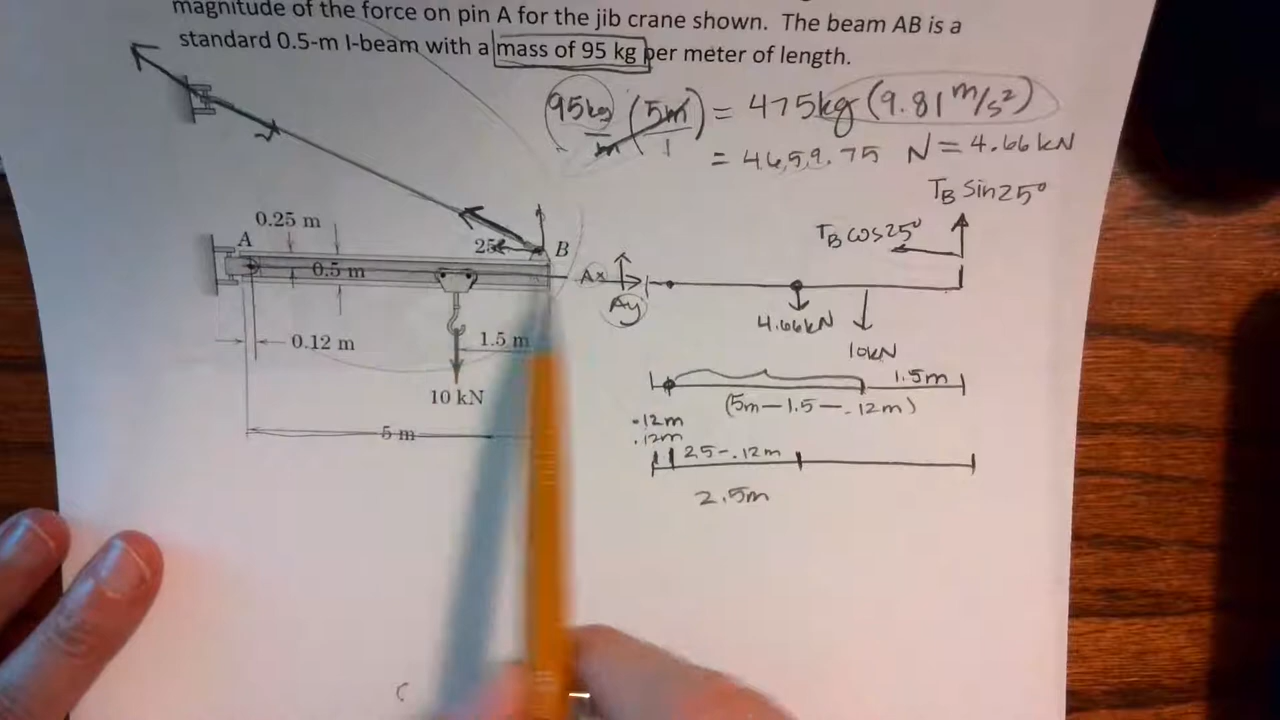 magnitude of the force on pin A for the jib crane shown. The beam AB is a
standard 0.5-m I-beam with a mass of 95 kg per meter of length.
95kg/m (5m/1) = 475kg (9.81 m/s²)
= 4659.75 N = 4.66 kN
T_B sin25°
T_B cos25°
0.25 m
A
25
B
0.5 m
Ax
Ay
4.66kN
10kN
0.12 m
1.5 m
10 kN
1.5m
(5m-1.5-.12m)
.12m
.12m
2.5-.12m
5 m
2.5m